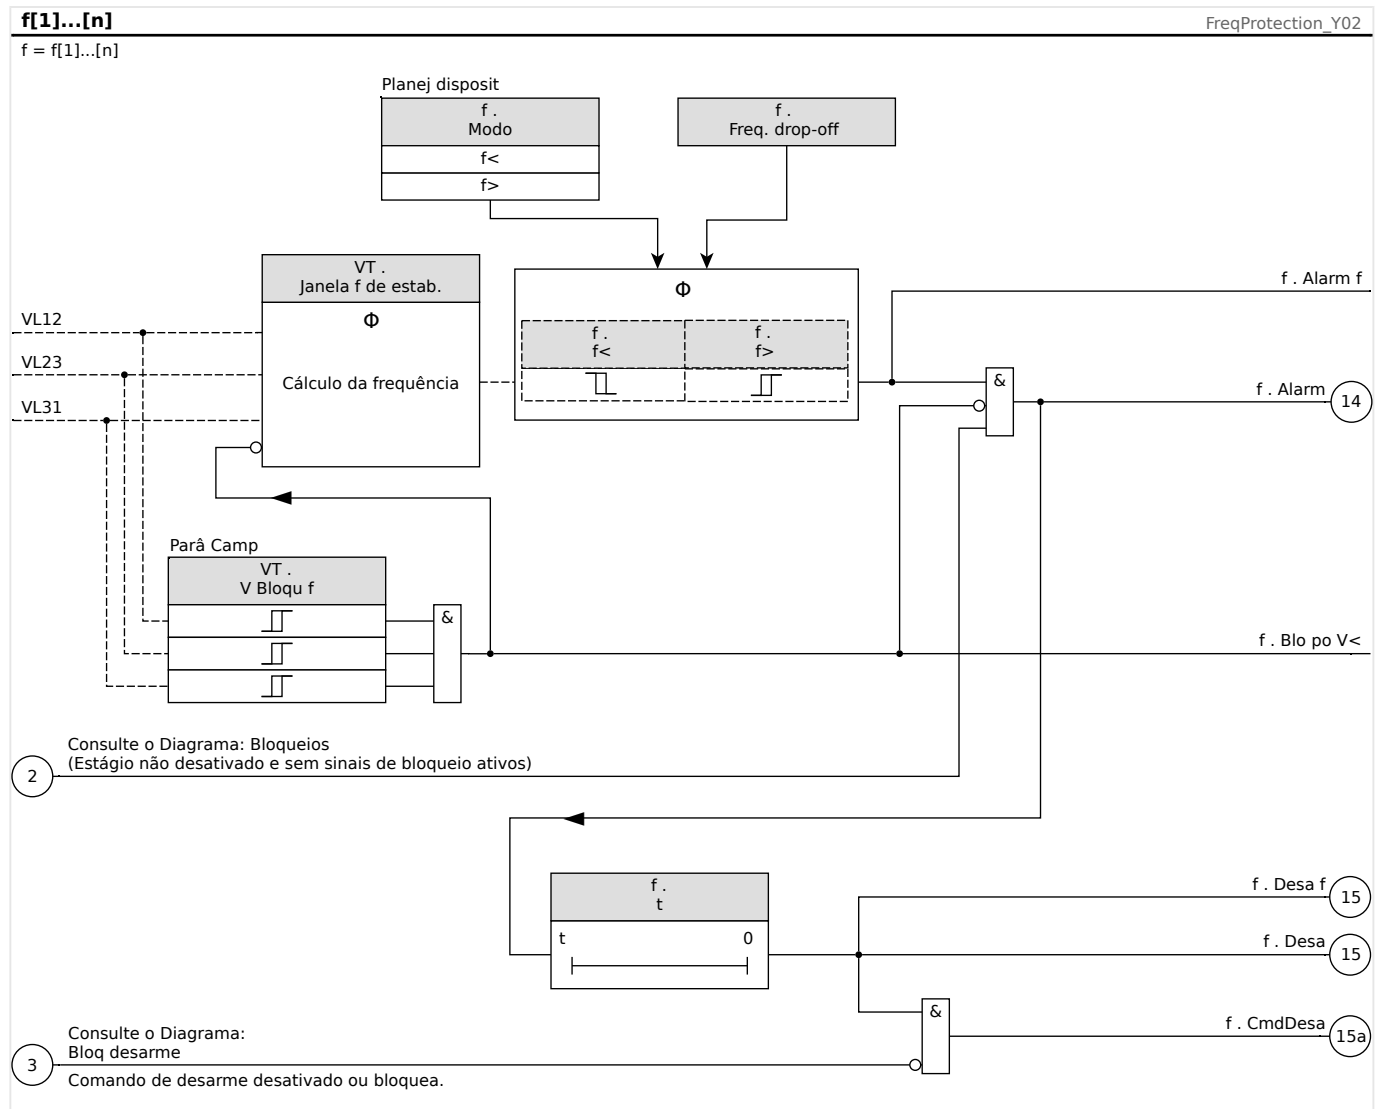 f[1]...[n]
FreqProtection_Y02
f = f[1]...[n]
Planej disposit
f .
Modo
f<
f>
f .
Freq. drop-off
VT .
Janela f de estab.
Φ
Cálculo da frequência
VL12
VL23
VL31
Φ
f .
f<
f .
f>
f . Alarm f
&
f . Alarm
14
Parâ Camp
VT .
V Bloqu f
&
f . Blo po V<
Consulte o Diagrama: Bloqueios
(Estágio não desativado e sem sinais de bloqueio ativos)
2
f .
t
t
0
f . Desa f
15
f . Desa
15
&
f . CmdDesa
15a
Consulte o Diagrama:
Bloq desarme
3
Comando de desarme desativado ou bloquea.